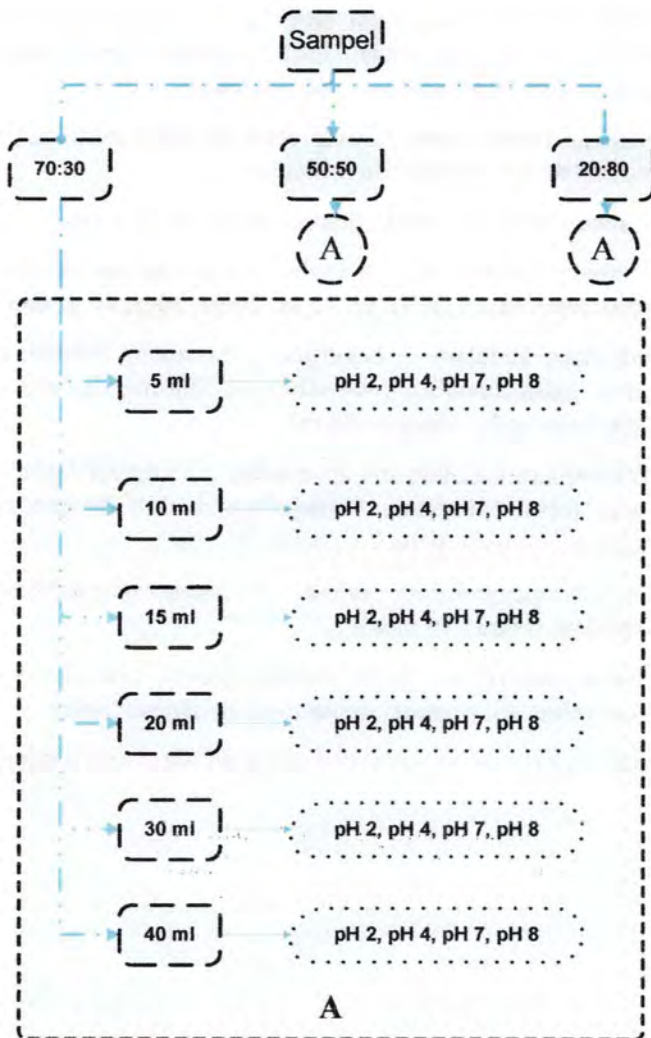 Sampel
70:30 50:50 20:80
A A
5 ml pH 2, pH 4, pH 7, pH 8
10 ml pH 2, pH 4, pH 7, pH 8
15 ml pH 2, pH 4, pH 7, pH 8
20 ml pH 2, pH 4, pH 7, pH 8
30 ml pH 2, pH 4, pH 7, pH 8
40 ml pH 2, pH 4, pH 7, pH 8
A